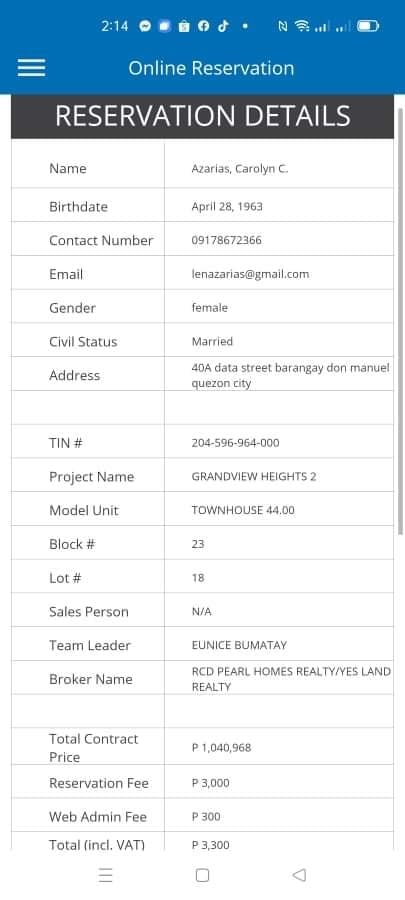 2:14
Online Reservation
RESERVATION DETAILS
Name Azarias, Carolyn C.
Birthdate April 28, 1963
Contact Number 09178672366
Email lenazarias@gmail.com
Gender female
Civil Status Married
Address 40A data street barangay don manuel
quezon city
TIN # 204-596-964-000
Project Name GRANDVIEW HEIGHTS 2
Model Unit TOWNHOUSE 44.00
Block # 23
Lot # 18
Sales Person N/A
Team Leader EUNICE BUMATAY
Broker Name RCD PEARL HOMES REALTY/YES LAND
REALTY
Total Contract
Price P 1,040,968
Reservation Fee P 3,000
Web Admin Fee P 300
Total (incl. VAT) P 3,300